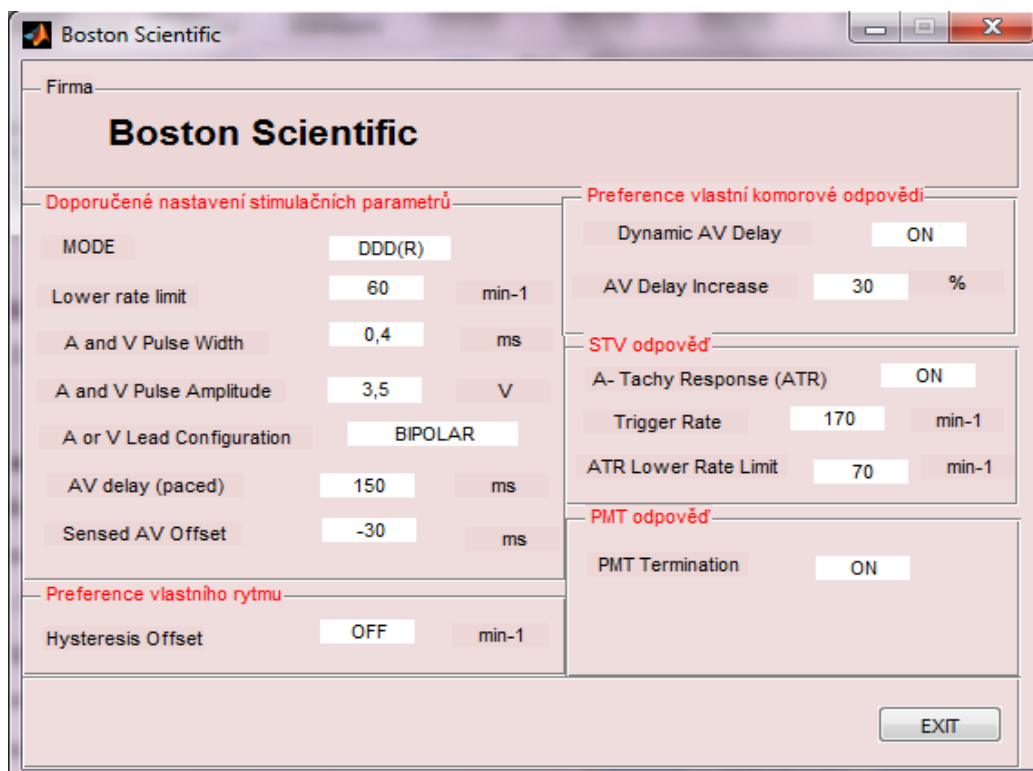 Boston Scientific
Firma
Boston Scientific
Doporučené nastavení stimulačních parametrů
MODE DDD(R)
Lower rate limit 60 min-1
A and V Pulse Width 0,4 ms
A and V Pulse Amplitude 3,5 V
A or V Lead Configuration BIPOLAR
AV delay (paced) 150 ms
Sensed AV Offset -30 ms
Preference vlastního rytmu
Hysteresis Offset OFF min-1
Preference vlastní komorové odpovědi
Dynamic AV Delay ON
AV Delay Increase 30 %
STV odpověď
A- Tachy Response (ATR) ON
Trigger Rate 170 min-1
ATR Lower Rate Limit 70 min-1
PMT odpověď
PMT Termination ON
EXIT